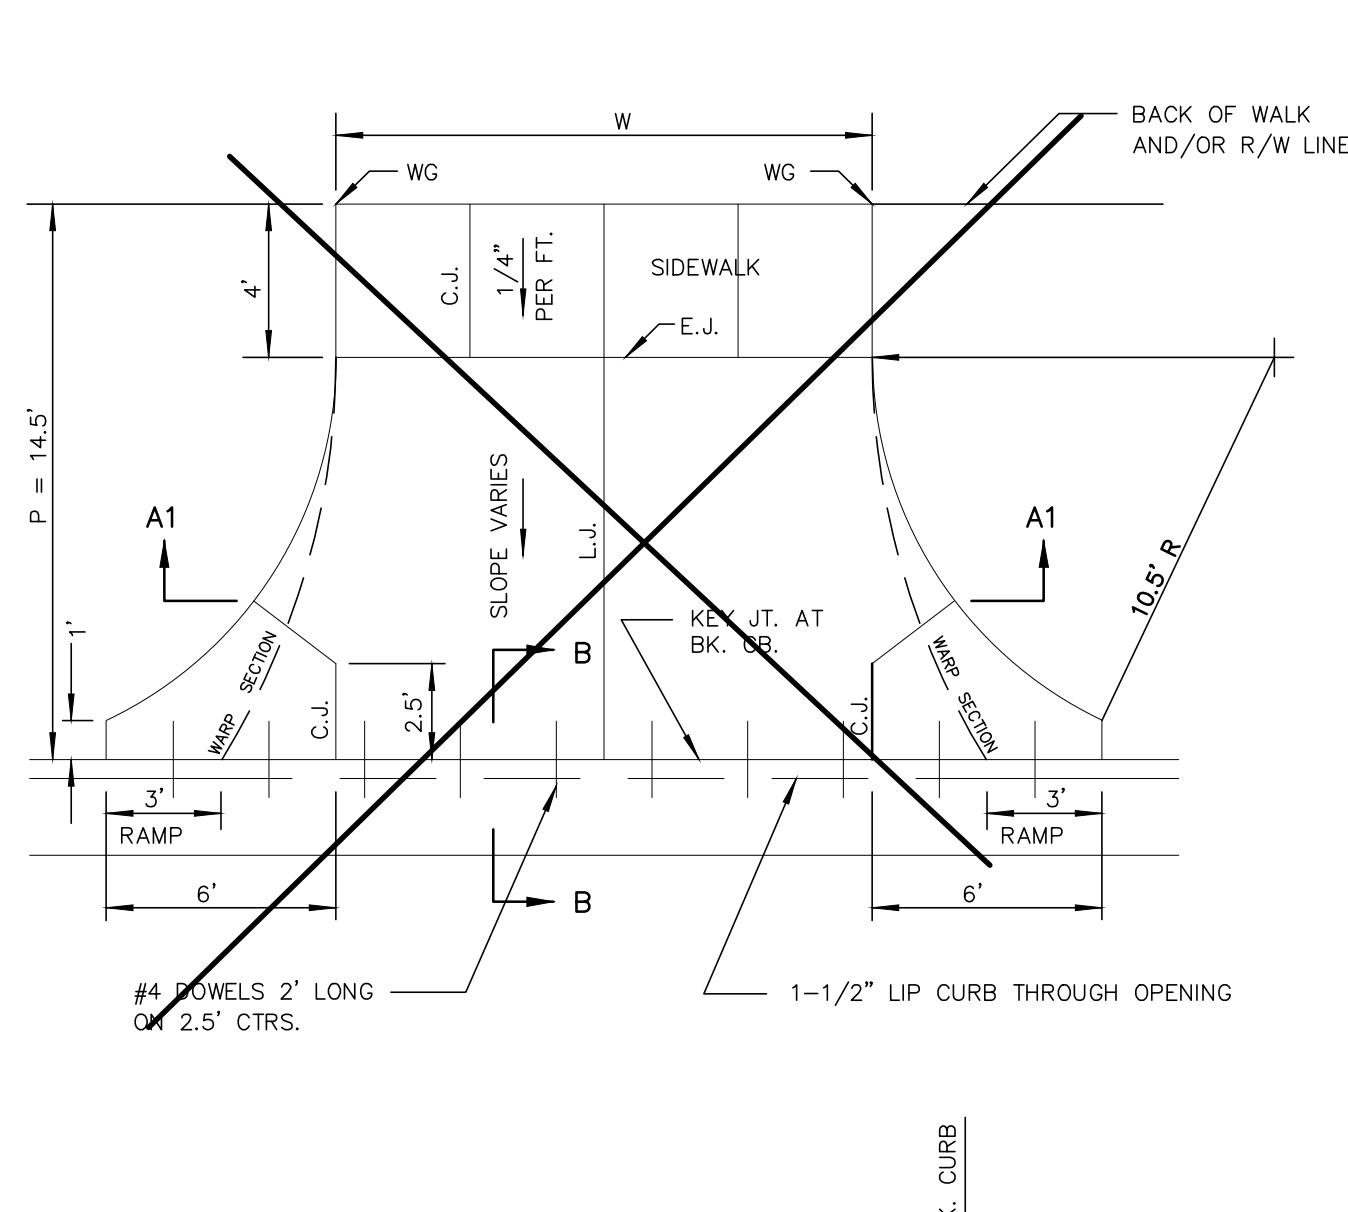 W
BACK OF WALK
AND/OR R/W LINE
WG
WG
4'
C.J.
1/4"
PER FT.
SIDEWALK
E.J.
P = 14.5'
A1
SLOPE VARIES
L.J.
A1
10.5' R
1'
WARP SECTION
C.J.
2.5'
B
KEY JT. AT
BK. CB.
C.J.
WARP SECTION
3'
RAMP
3'
RAMP
6'
B
6'
#4 DOWELS 2' LONG
ON 2.5' CTRS.
1-1/2" LIP CURB THROUGH OPENING
CURB